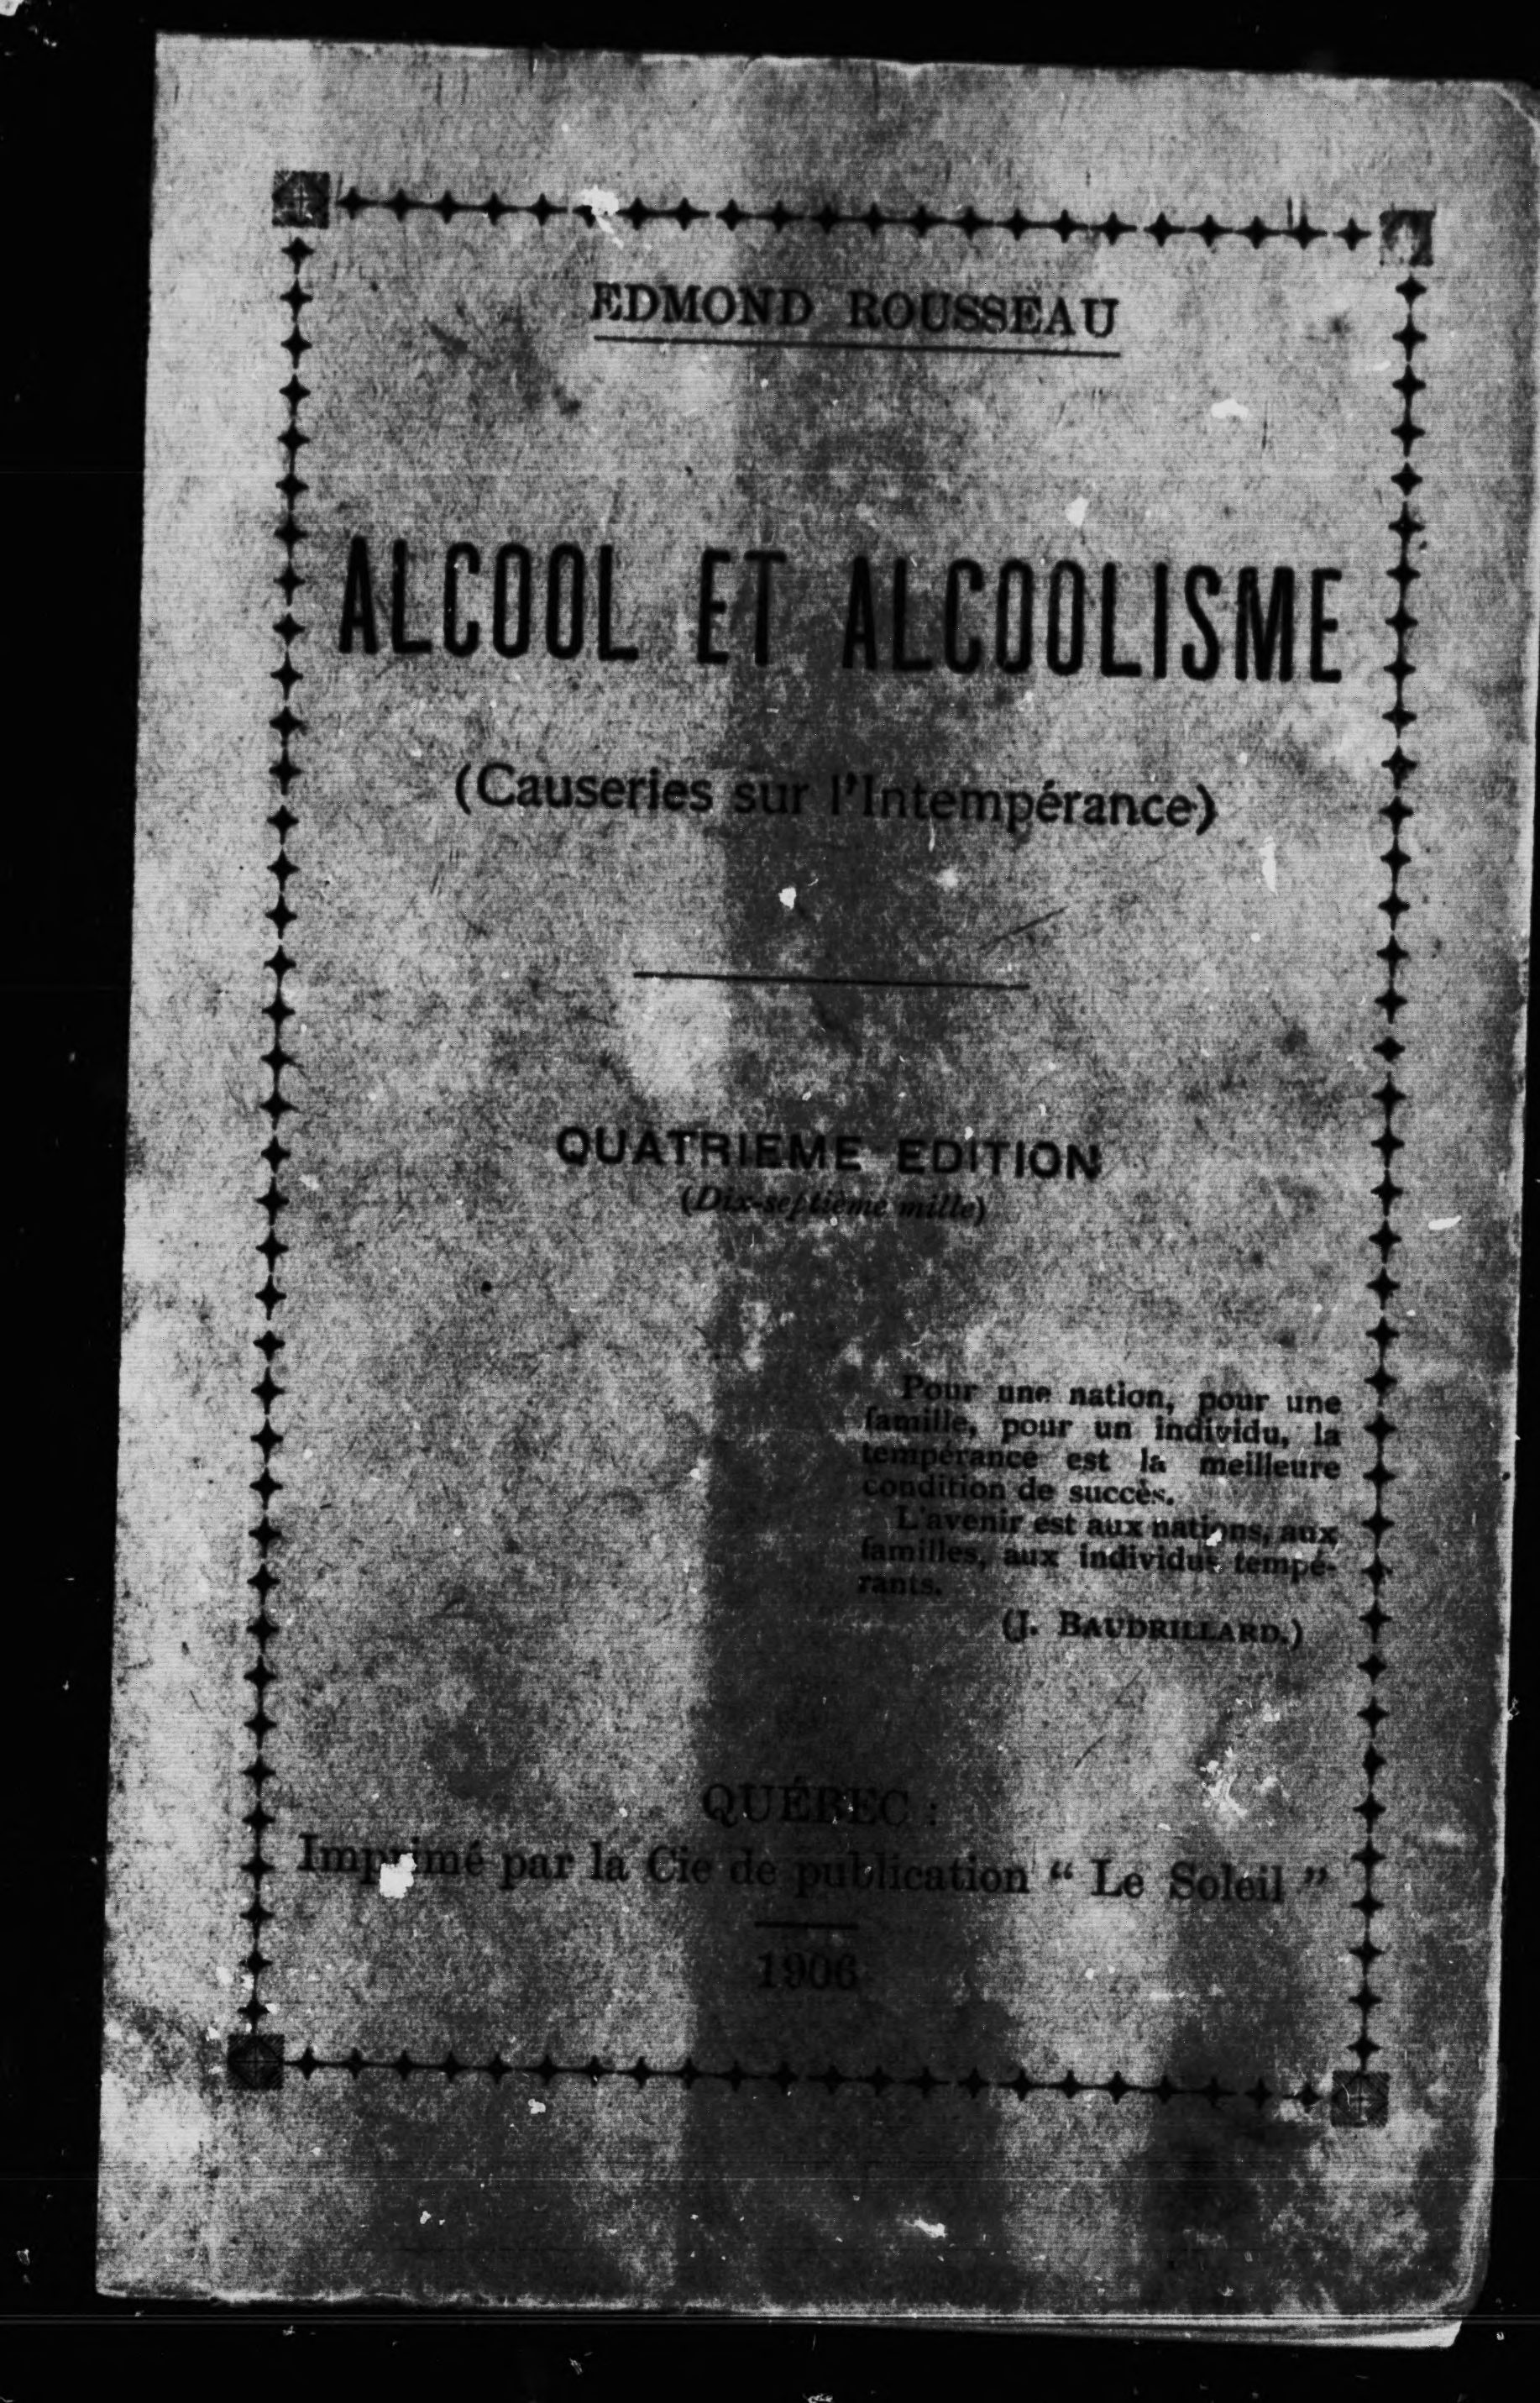 EDMOND ROUSSEAU
ALCOOL ET ALCOOLISME
(Causeries sur l'Intempérance)
QUATRIEME EDITION
(Dix-septième mille)
Pour une nation, pour une
famille, pour un individu, la
tempérance est la meilleure
condition de succès.
L'avenir est aux nations, aux
familles, aux individus tempé-
rants.
(J. BAUDRILLARD.)
QUÉBEC :
Imprimé par la Cie de publication “ Le Soleil ”
1906